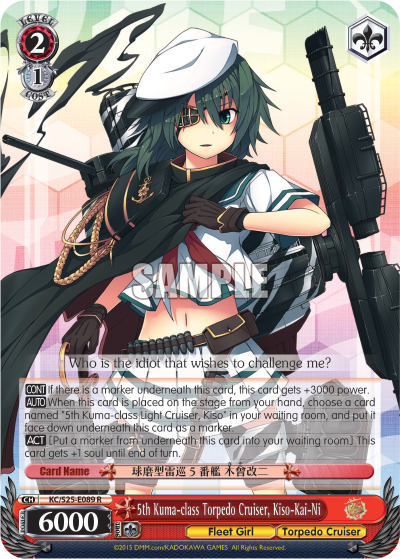 LEVEL
2
1
COST
SAMPLE
Who is the idiot that wishes to challenge me?
CONT If there is a marker underneath this card, this card gets +3000 power.
AUTO When this card is placed on the stage from your hand, choose a card
named "5th Kuma-class Light Cruiser, Kiso" in your waiting room, and put it
face down underneath this card as a marker.
ACT [Put a marker from underneath this card into your waiting room] This
card gets +1 soul until end of turn.
Card Name 球磨型雷巡5番艦 木曾改二
CH KC/S25-E089 R
5th Kuma-class Torpedo Cruiser, Kiso-Kai-Ni
POWER
6000
SOUL
Fleet Girl
Torpedo Cruiser
©2015 DMM.com/KADOKAWA GAMES All Rights Reserved.